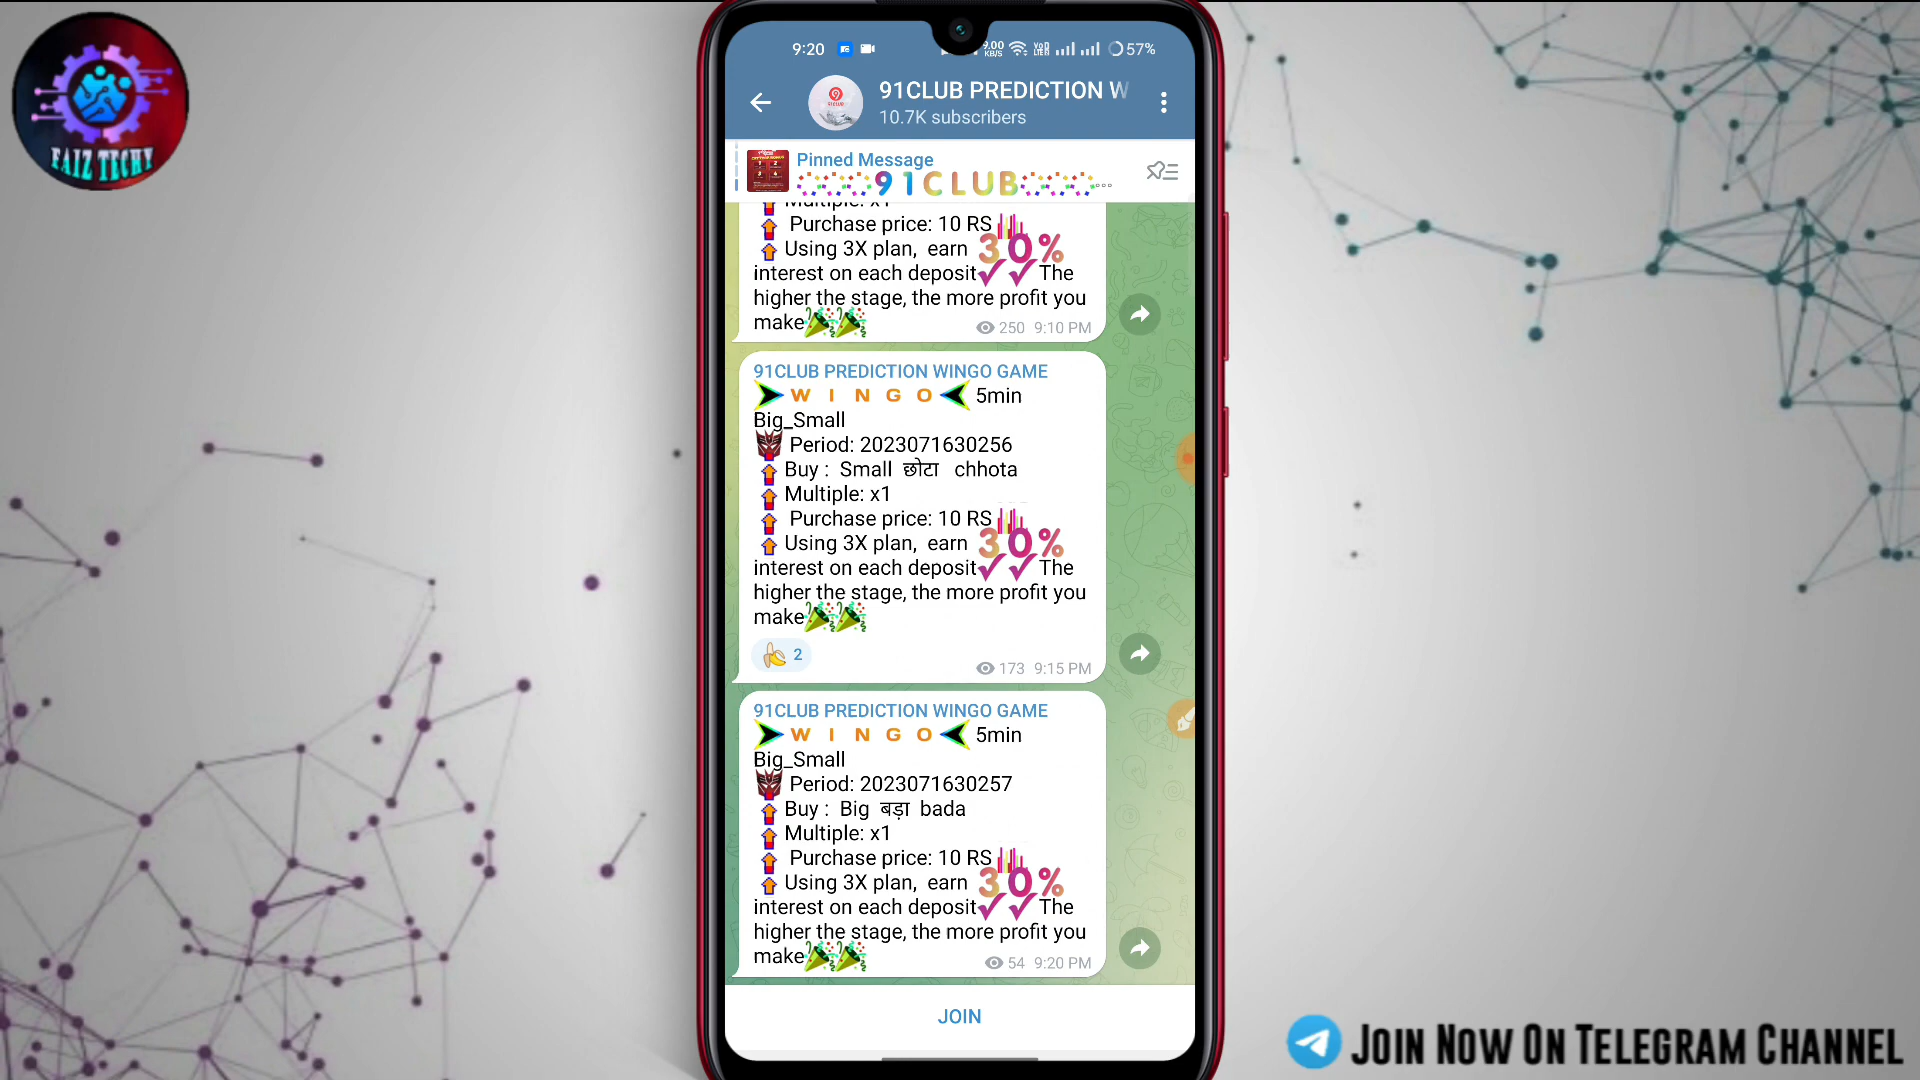 FAIZ TECHY
9:20
9.00 KB/S
57%
91CLUB PREDICTION W
10.7K subscribers
Pinned Message
91CLUB
Multiple: x1
Purchase price: 10 RS
Using 3X plan, earn 30%
interest on each deposit✓✓The
higher the stage, the more profit you
make
250 9:10 PM
91CLUB PREDICTION WINGO GAME
W I N G O 5min
Big_Small
Period: 2023071630256
Buy : Small छोटा chhota
Multiple: x1
Purchase price: 10 RS
Using 3X plan, earn 30%
interest on each deposit✓✓The
higher the stage, the more profit you
make
2
173 9:15 PM
91CLUB PREDICTION WINGO GAME
W I N G O 5min
Big_Small
Period: 2023071630257
Buy : Big बड़ा bada
Multiple: x1
Purchase price: 10 RS
Using 3X plan, earn 30%
interest on each deposit✓✓The
higher the stage, the more profit you
make
54 9:20 PM
JOIN
JOIN NOW ON TELEGRAM CHANNEL